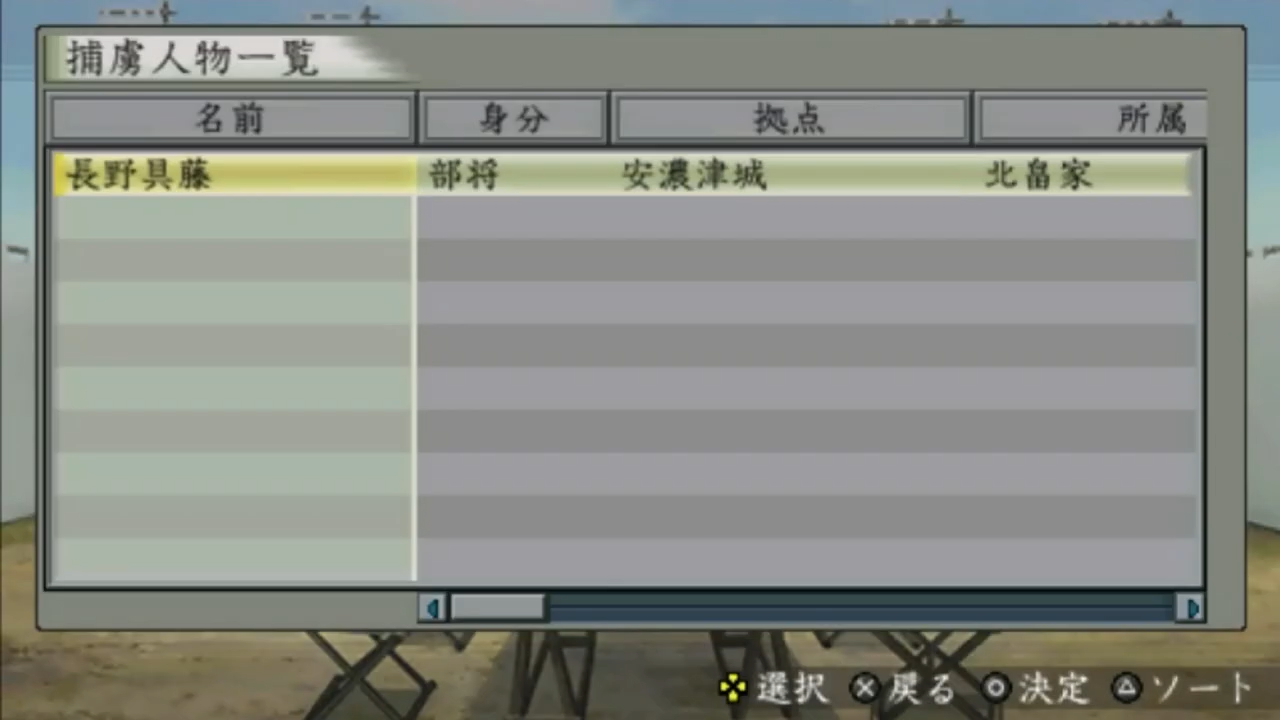 捕虜人物一覧
名前 身分 拠点 所属
長野具藤 部将 安濃津城 北畠家
選択 戻る 決定 ソート